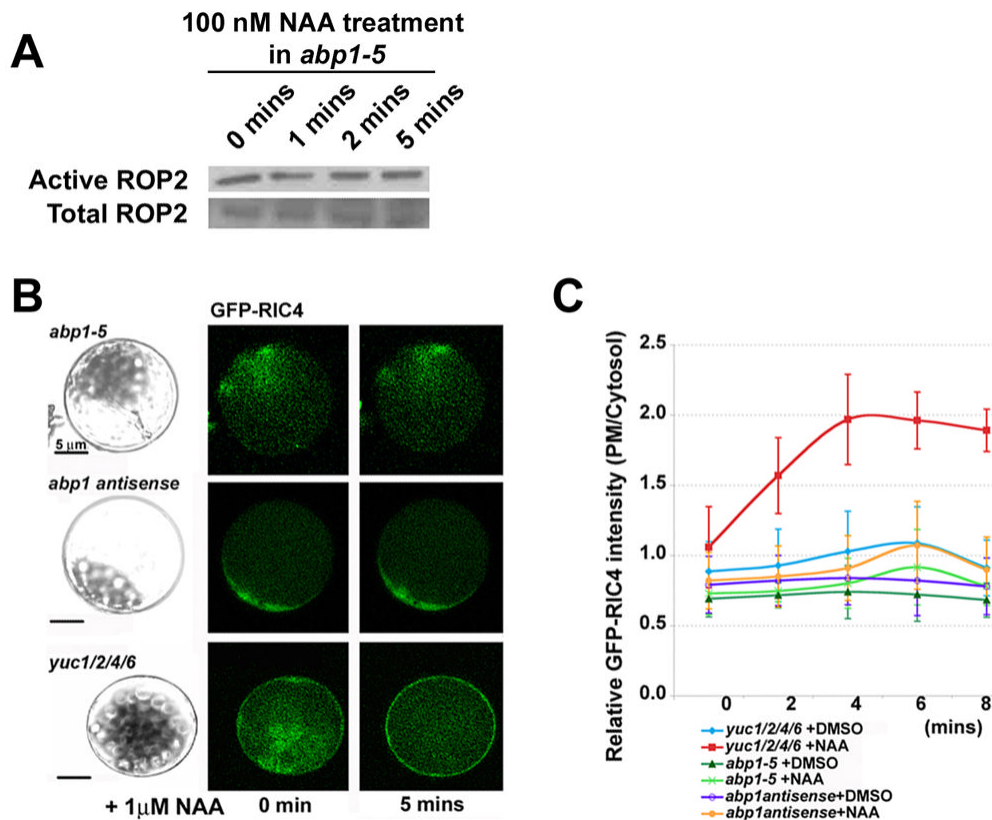 A
100 nM NAA treatment
in abp1-5
0 mins
1 mins
2 mins
5 mins
Active ROP2
Total ROP2
B
GFP-RIC4
abp1-5
5 μm
abp1 antisense
yuc1/2/4/6
+ 1μM NAA
0 min
5 mins
C
Relative GFP-RIC4 intensity (PM/Cytosol)
2.5
2.0
1.5
1.0
0.5
0.0
0 2 4 6 8
(mins)
yuc1/2/4/6 +DMSO
yuc1/2/4/6 +NAA
abp1-5 +DMSO
abp1-5 +NAA
abp1antisense+DMSO
abp1antisense+NAA